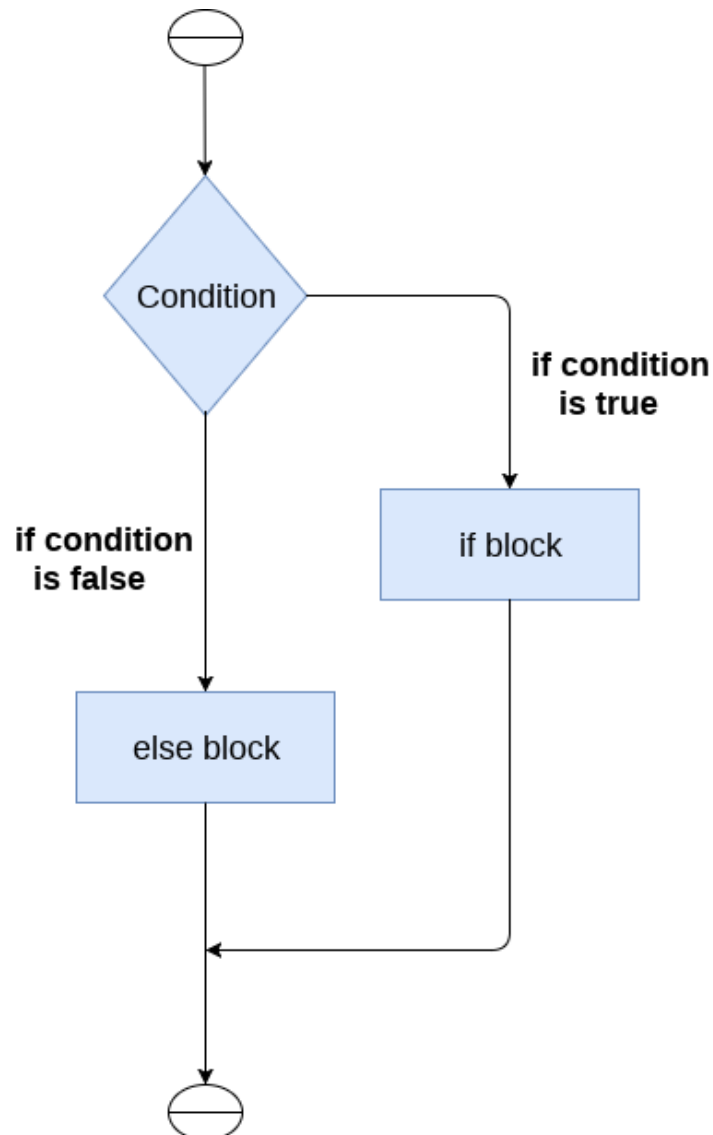 Condition
if condition
is true
if block
if condition
is false
else block